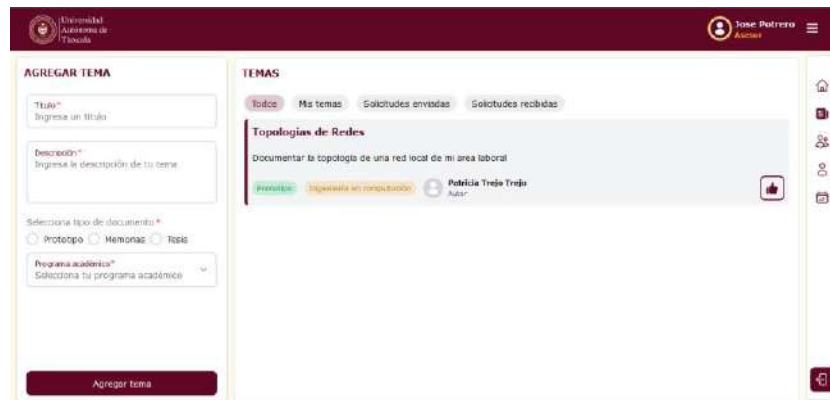 Universidad
Autónoma de
Tlaxcala
Jose Potrero
Asesor
AGREGAR TEMA
Título*
Ingresa un título
Descripción*
Ingresa la descripción de tu tema
Selecciona tipo de documento*
Prototipo Memorias Tesis
Programa académico*
Selecciona tu programa académico
Agregar tema
TEMAS
Todos Mis temas Solicitudes enviadas Solicitudes recibidas
Topologias de Redes
Documentar la topologia de una red local de mi area laboral
Prototipo Ingeniería en computación Patricia Trejo Trejo
Autor